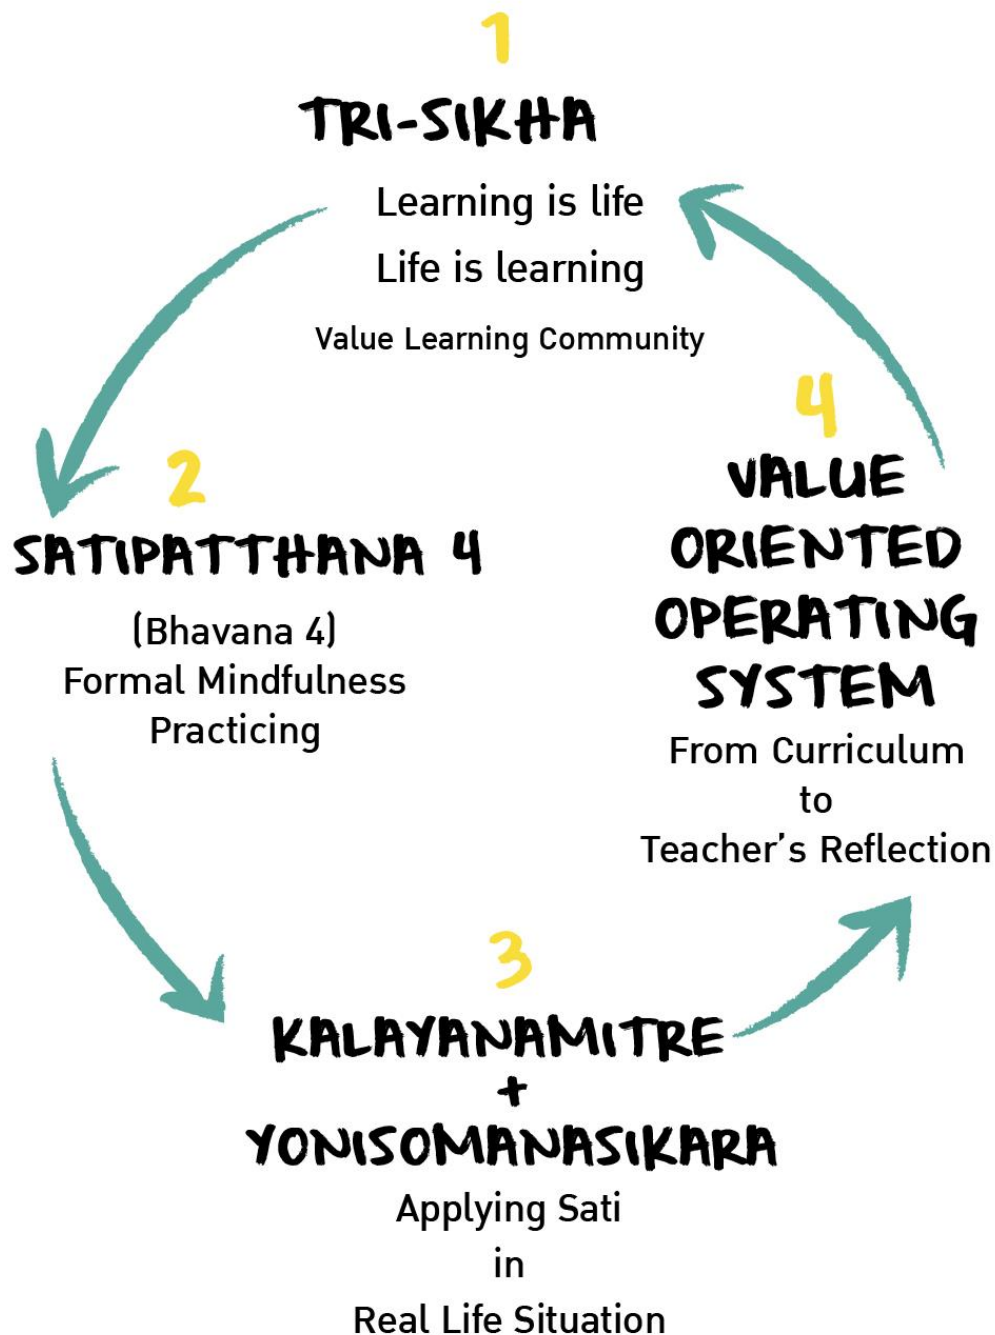 1
TRI-SIKHA
Learning is life
Life is learning
Value Learning Community
2
SATIPATTHANA 4
(Bhavana 4)
Formal Mindfulness
Practicing
3
KALAYANAMITRE
+
YONISOMANASIKARA
Applying Sati
in
Real Life Situation
4
VALUE
ORIENTED
OPERATING
SYSTEM
From Curriculum
to
Teacher's Reflection